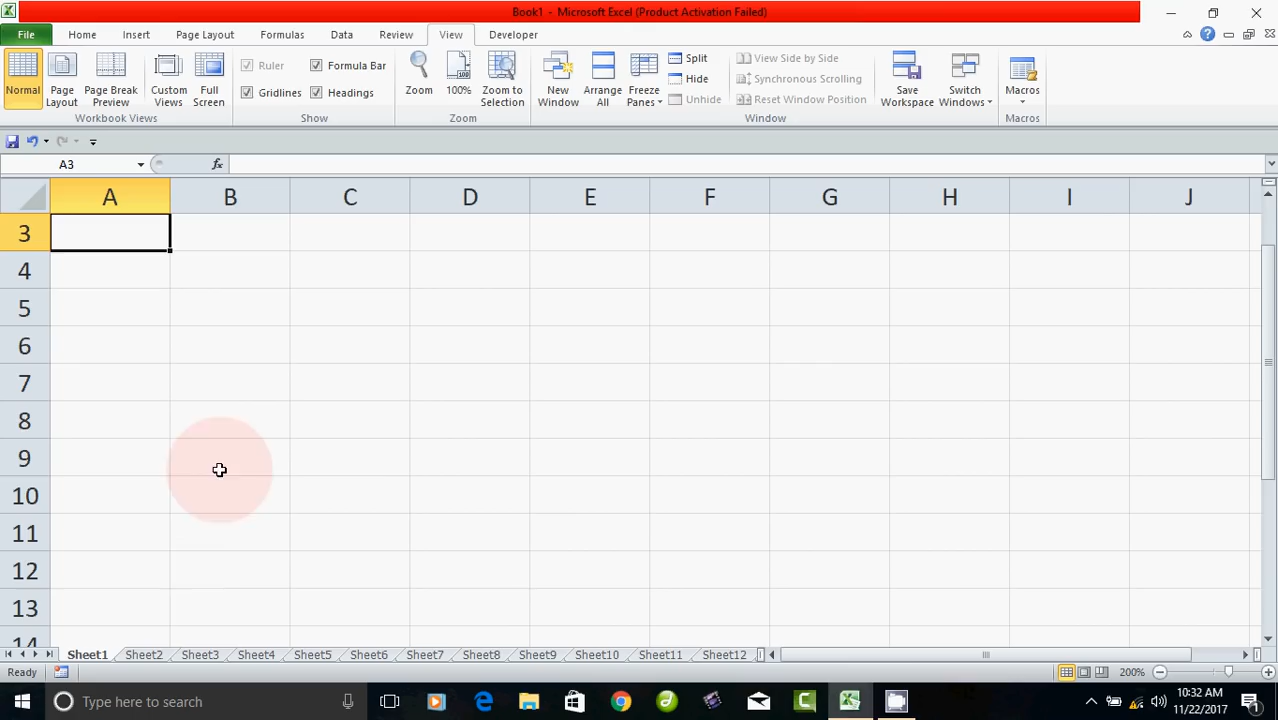 Book1 - Microsoft Excel (Product Activation Failed)
File Home Insert Page Layout Formulas Data Review View Developer
Normal Page Layout Page Break Preview Custom Views Full Screen
Ruler Formula Bar
Gridlines Headings
Zoom 100% Zoom to Selection
New Window Arrange All Freeze Panes
Split
Hide
Unhide
View Side by Side
Synchronous Scrolling
Reset Window Position
Save Workspace Switch Windows Macros
Workbook Views Show Zoom Window Macros
A3 fx
A B C D E F G H I J
3
4
5
6
7
8
9
10
11
12
13
14
Sheet1 Sheet2 Sheet3 Sheet4 Sheet5 Sheet6 Sheet7 Sheet8 Sheet9 Sheet10 Sheet11 Sheet12
Ready 200%
Type here to search
10:32 AM
11/22/2017